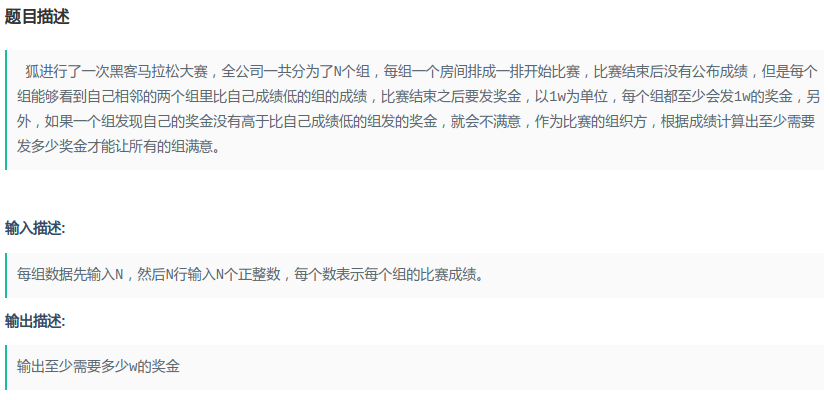 题目描述
狐进行了一次黑客马拉松大赛，全公司一共分为了N个组，每组一个房间排成一排开始比赛，比赛结束后没有公布成绩，但是每个
组能够看到自己相邻的两个组里比自己成绩低的组的成绩，比赛结束之后要发奖金，以1w为单位，每个组都至少会发1w的奖金，另
外，如果一个组发现自己的奖金没有高于比自己成绩低的组发的奖金，就会不满意，作为比赛的组织方，根据成绩计算出至少需要
发多少奖金才能让所有的组满意。
输入描述:
每组数据先输入N，然后N行输入N个正整数，每个数表示每个组的比赛成绩。
输出描述:
输出至少需要多少w的奖金